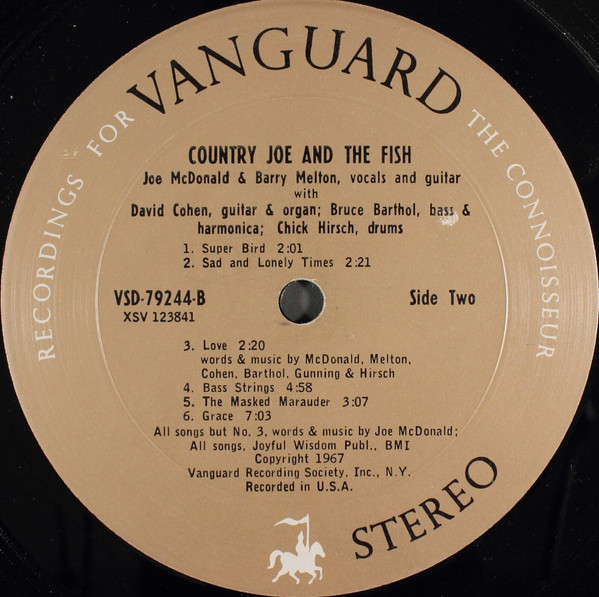 RECORDINGS FOR VANGUARD THE CONNOISSEUR
COUNTRY JOE AND THE FISH
Joe McDonald & Barry Melton, vocals and guitar
with
David Cohen, guitar & organ; Bruce Barthol, bass &
harmonica; Chick Hirsch, drums
1. Super Bird 2:01
2. Sad and Lonely Times 2:21
VSD-79244-B Side Two
XSV 123841
3. Love 2:20
words & music by McDonald, Melton,
Cohen, Barthol, Gunning & Hirsch
4. Bass Strings 4:58
5. The Masked Marauder 3:07
6. Grace 7:03
All songs but No. 3, words & music by Joe McDonald;
All songs, Joyful Wisdom Publ., BMI
Copyright 1967
Vanguard Recording Society, Inc., N.Y.
Recorded in U.S.A.
STEREO